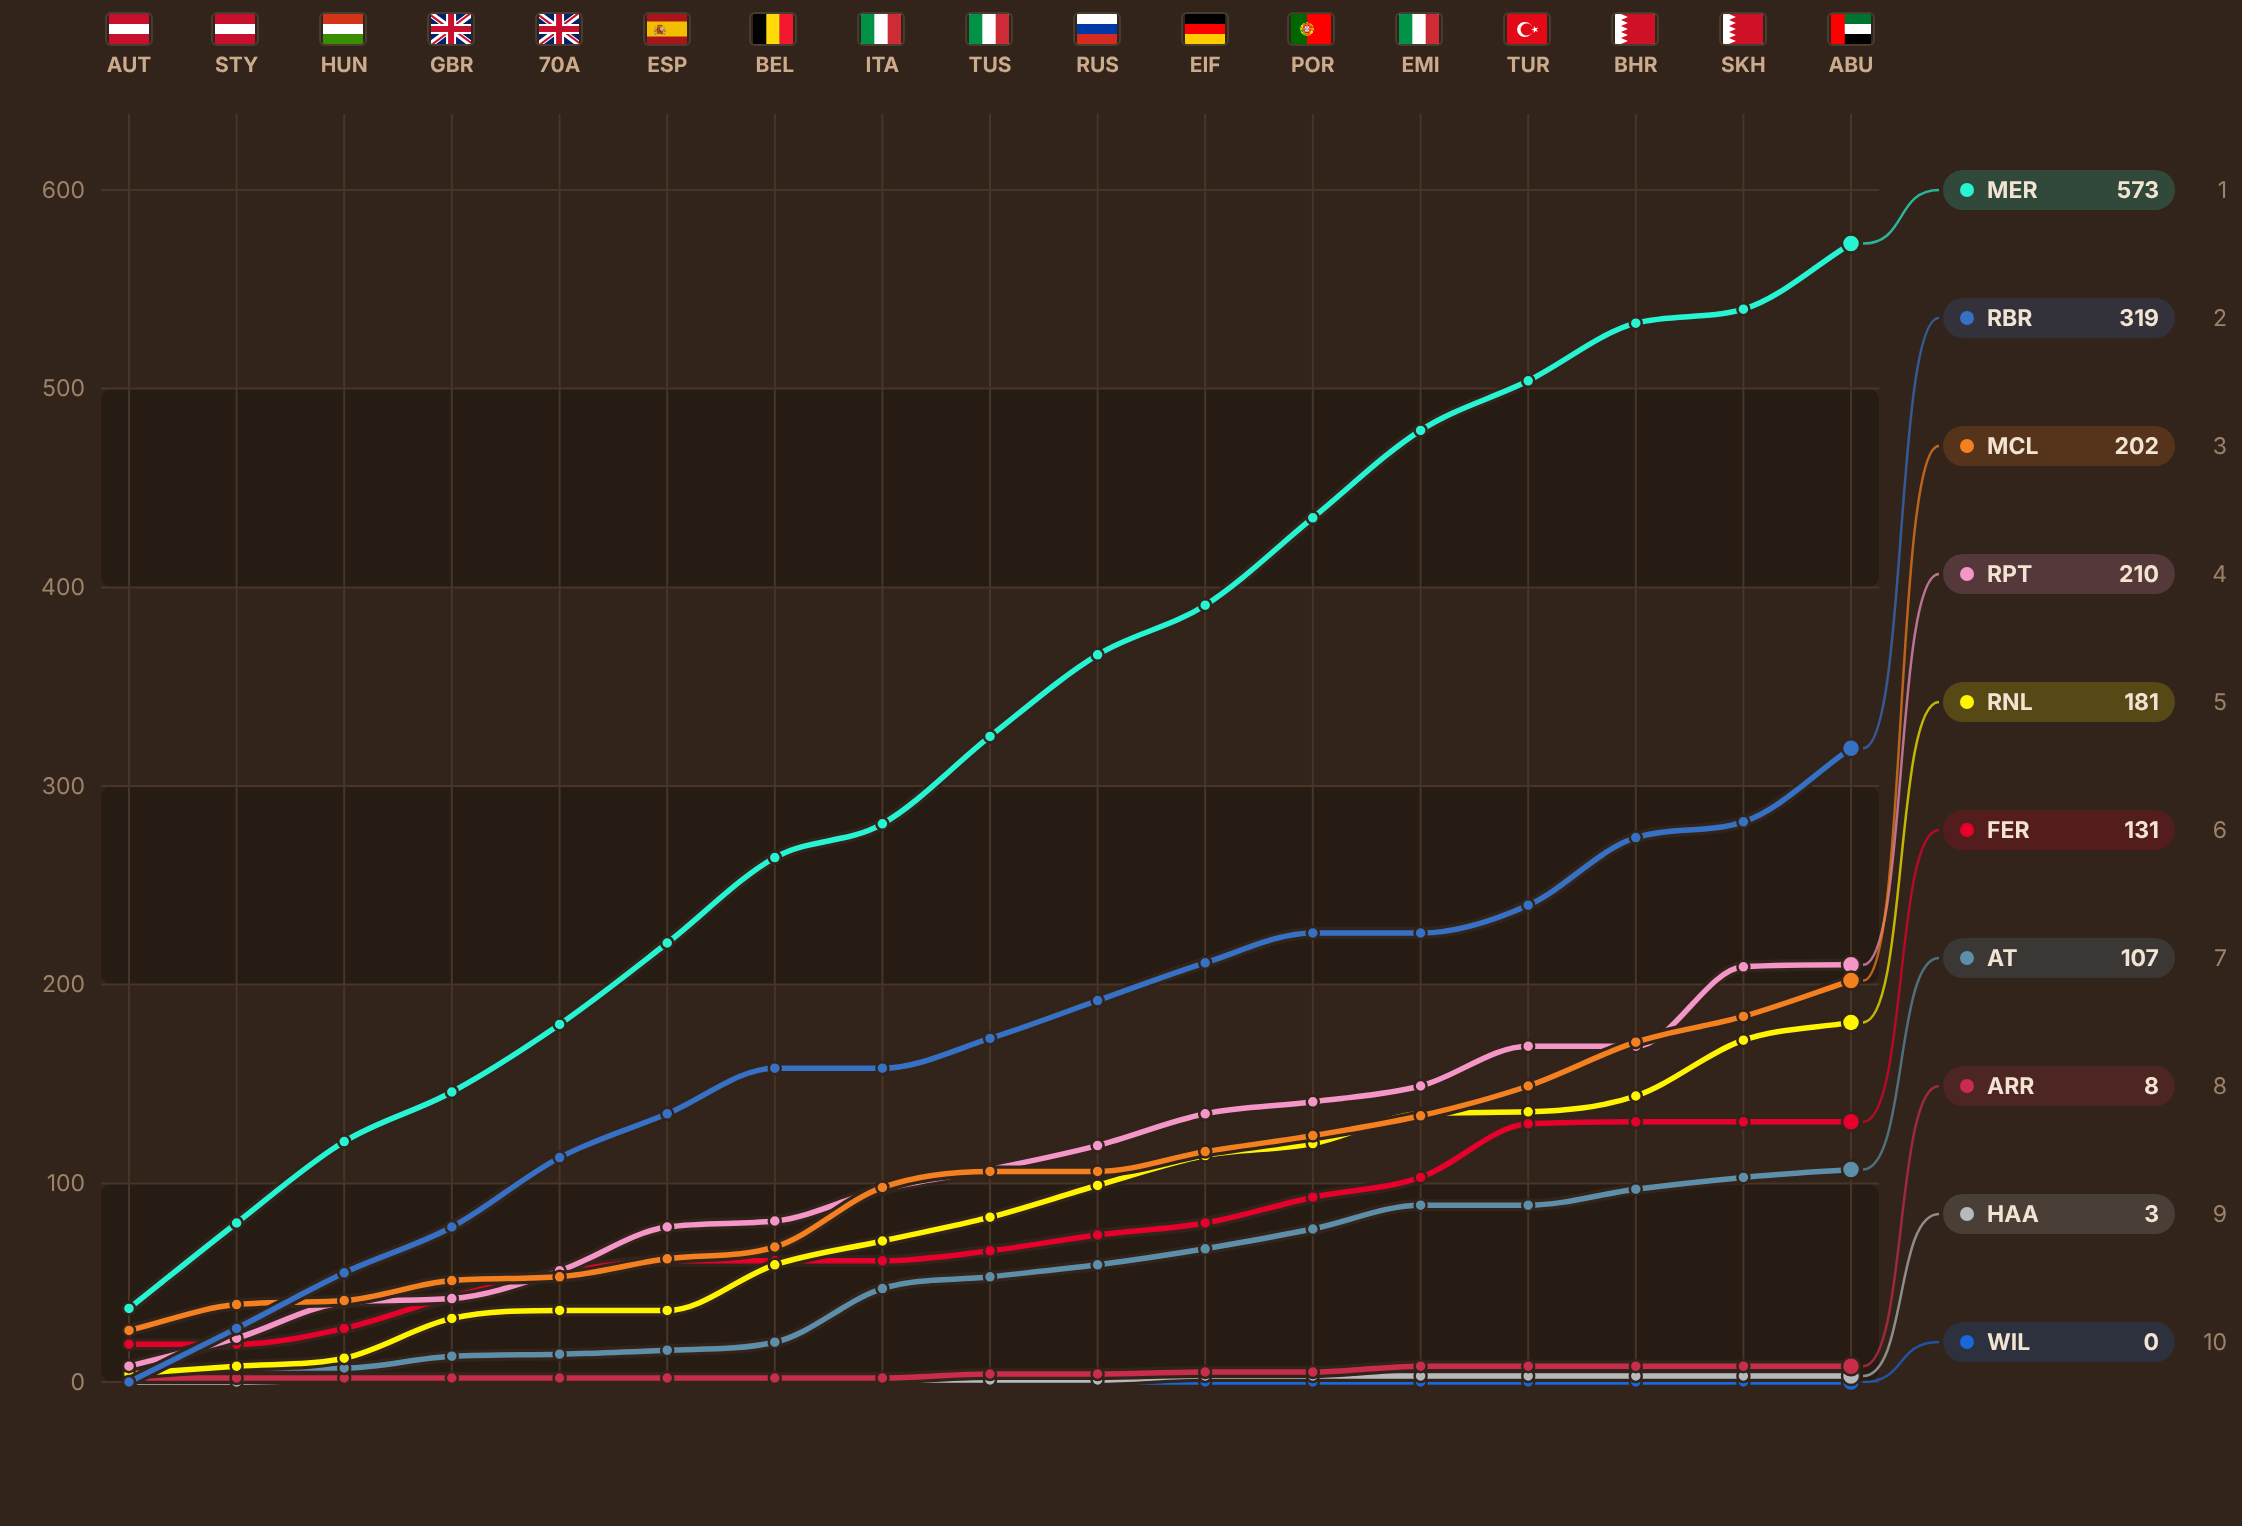 AUT STY HUN GBR 70A ESP BEL ITA TUS RUS EIF POR EMI TUR BHR SKH ABU
600
500
400
300
200
100
0
MER 573 1
RBR 319 2
MCL 202 3
RPT 210 4
RNL 181 5
FER 131 6
AT 107 7
ARR 8 8
HAA 3 9
WIL 0 10